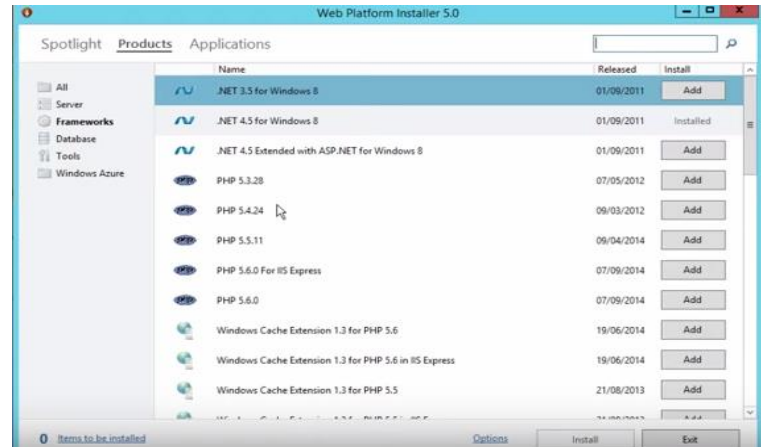 Web Platform Installer 5.0
Spotlight Products Applications
Name Released Install
All
Server
Frameworks
Database
Tools
Windows Azure
.NET 3.5 for Windows 8 01/09/2011 Add
.NET 4.5 for Windows 8 01/09/2011 Installed
.NET 4.5 Extended with ASP.NET for Windows 8 01/09/2011 Add
PHP 5.3.28 07/05/2012 Add
PHP 5.4.24 09/03/2012 Add
PHP 5.5.11 09/04/2014 Add
PHP 5.6.0 For IIS Express 07/09/2014 Add
PHP 5.6.0 07/09/2014 Add
Windows Cache Extension 1.3 for PHP 5.6 19/06/2014 Add
Windows Cache Extension 1.3 for PHP 5.6 in IIS Express 19/06/2014 Add
Windows Cache Extension 1.3 for PHP 5.5 21/08/2013 Add
0 Items to be installed Options Install Exit